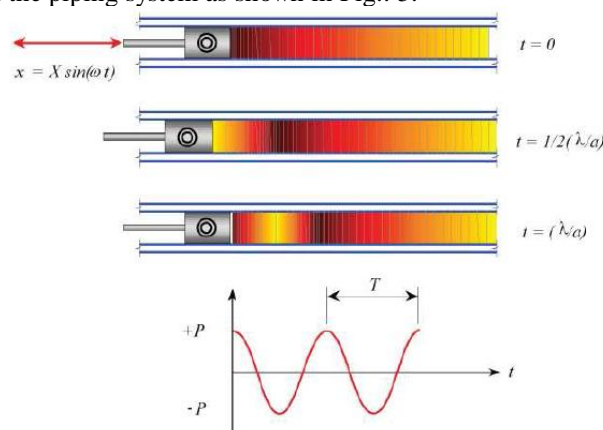 the piping system as shown in Fig.. 3.
t = 0
x = X sin(ω t)
t = 1/2(λ/a)
t = (λ/a)
T
+P
t
-P